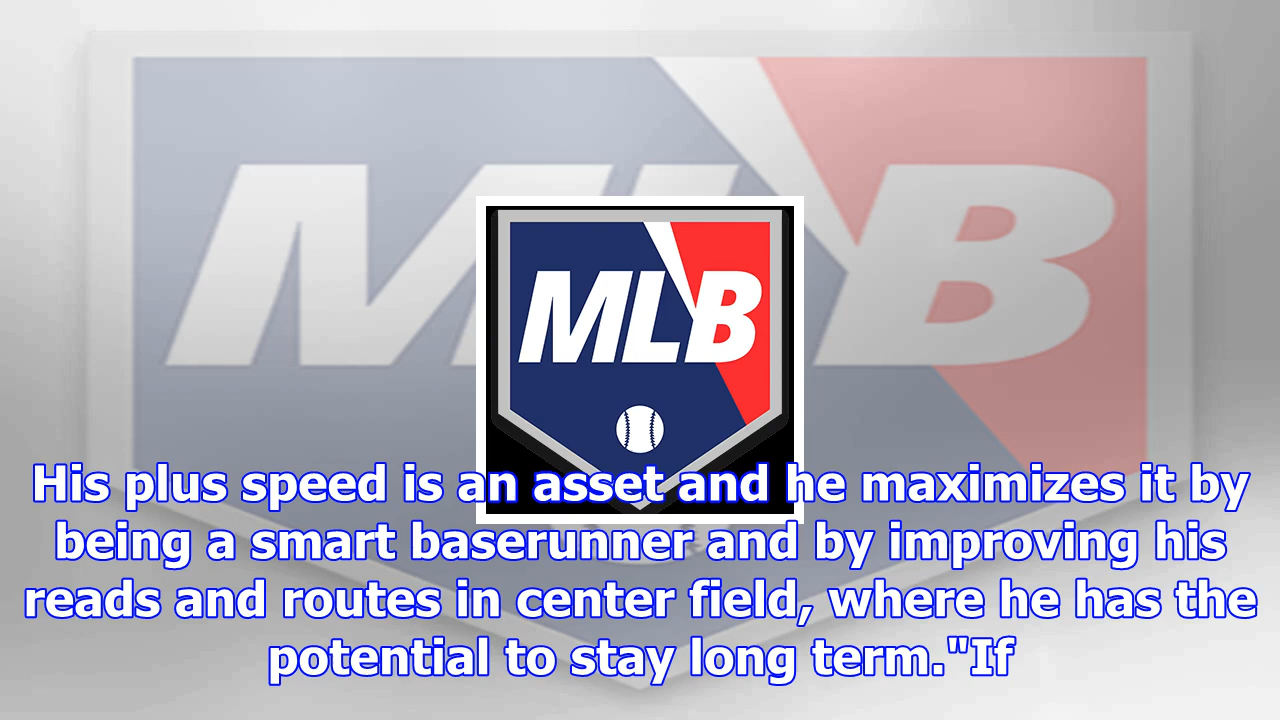 MLB
MLB
His plus speed is an asset and he maximizes it by
being a smart baserunner and by improving his
reads and routes in center field, where he has the
potential to stay long term."If